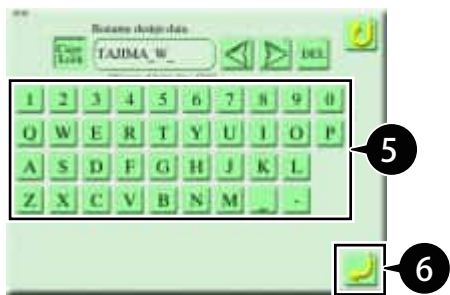 Rename design data
Caps Lock TAJIMA_W_ DEL
1 2 3 4 5 6 7 8 9 0
Q W E R T Y U I O P
A S D F G H J K L
Z X C V B N M _ -
5
6